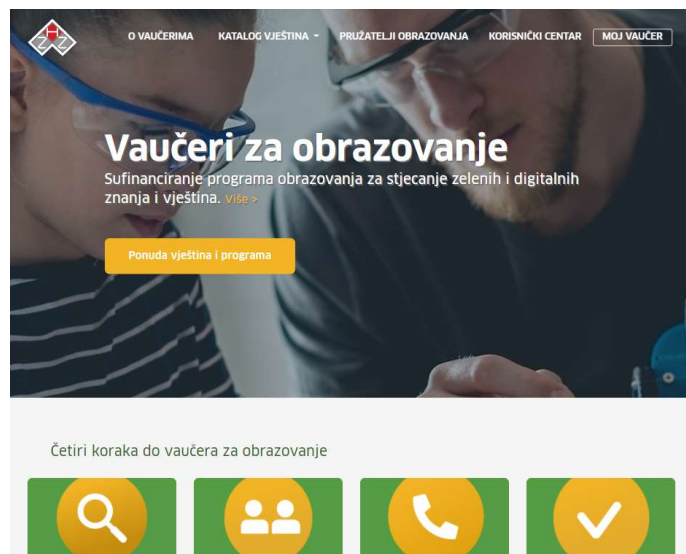 HZZ
O VAUČERIMA KATALOG VJEŠTINA PRUŽATELJI OBRAZOVANJA KORISNIČKI CENTAR MOJ VAUČER
Vaučeri za obrazovanje
Sufinanciranje programa obrazovanja za stjecanje zelenih i digitalnih
znanja i vještina. Više >
Ponuda vještina i programa
Četiri koraka do vaučera za obrazovanje